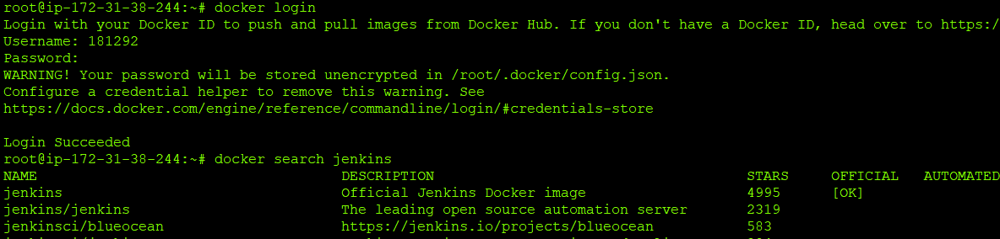 root@ip-172-31-38-244:~# docker login
Login with your Docker ID to push and pull images from Docker Hub. If you don't have a Docker ID, head over to https:/
Username: 181292
Password:
WARNING! Your password will be stored unencrypted in /root/.docker/config.json.
Configure a credential helper to remove this warning. See
https://docs.docker.com/engine/reference/commandline/login/#credentials-store
Login Succeeded
root@ip-172-31-38-244:~# docker search jenkins
NAME DESCRIPTION STARS OFFICIAL AUTOMATED
jenkins Official Jenkins Docker image 4995 [OK]
jenkins/jenkins The leading open source automation server 2319
jenkinsci/blueocean https://jenkins.io/projects/blueocean 583